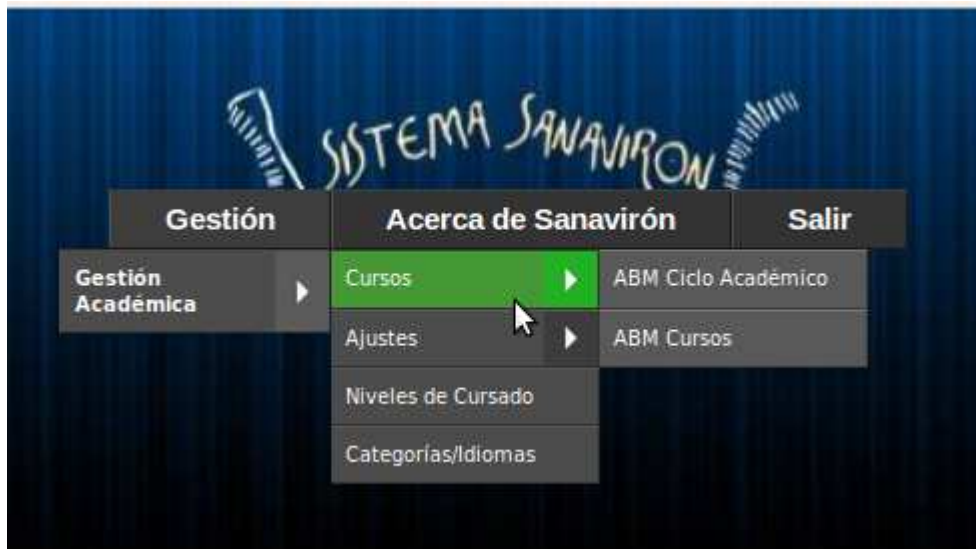 SISTEMA SANAVIRON
Gestión
Acerca de Sanavirón
Salir
Gestión
Académica
Cursos
ABM Ciclo Académico
Ajustes
ABM Cursos
Niveles de Cursado
Categorías/Idiomas